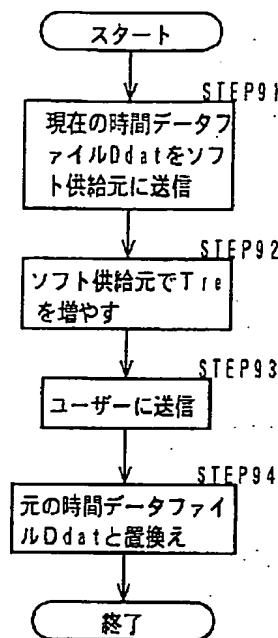 スタート
STEP91
現在の時間データフ
ァイルDdatをソフ
ト供給元に送信
STEP92
ソフト供給元でTre
を増やす
STEP93
ユーザーに送信
STEP94
元の時間データファイ
ルDdatと置換え
終了